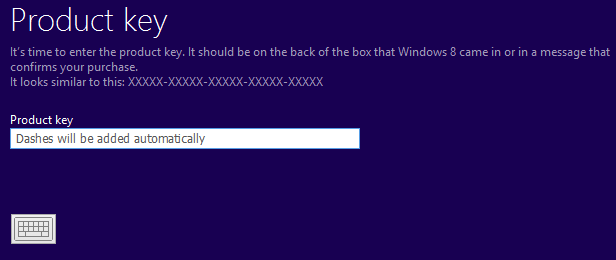 Product key
It's time to enter the product key. It should be on the back of the box that Windows 8 came in or in a message that
confirms your purchase.
It looks similar to this: XXXXX-XXXXX-XXXXX-XXXXX-XXXXX
Product key
Dashes will be added automatically